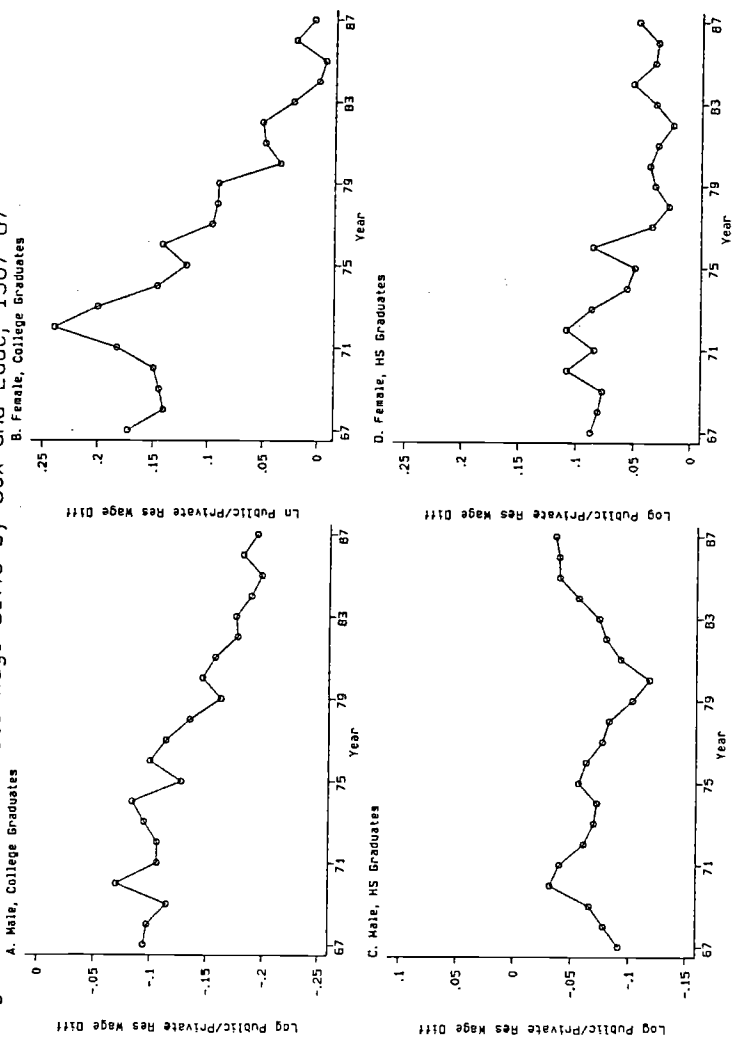 Wage Diffs by Sex and Educ, 1967-87
A. Male, College Graduates
Log Public/Private Res Wage Diff
0
-.05
-.1
-.15
-.2
-.25
67 71 75 79 83 87
Year
B. Female, College Graduates
Ln Public/Private Res Wage Diff
.25
.2
.15
.1
.05
0
67 71 75 79 83 87
Year
C. Male, HS Graduates
Log Public/Private Res Wage Diff
.1
.05
0
-.05
-.1
-.15
67 71 75 79 83 87
Year
D. Female, HS Graduates
Log Public/Private Res Wage Diff
.25
.2
.15
.1
.05
0
67 71 75 79 83 87
Year